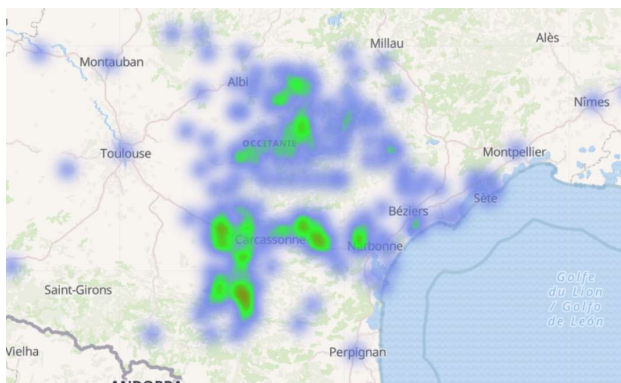 Millau
Alès
Montauban
Albi
Nîmes
OCCITANIE
Toulouse
Montpellier
Sète
Béziers
Carcassonne
Narbonne
Saint-Girons
Golfe
du Lion
/ Golfo
de León
Vielha
Perpignan
ANDORRA